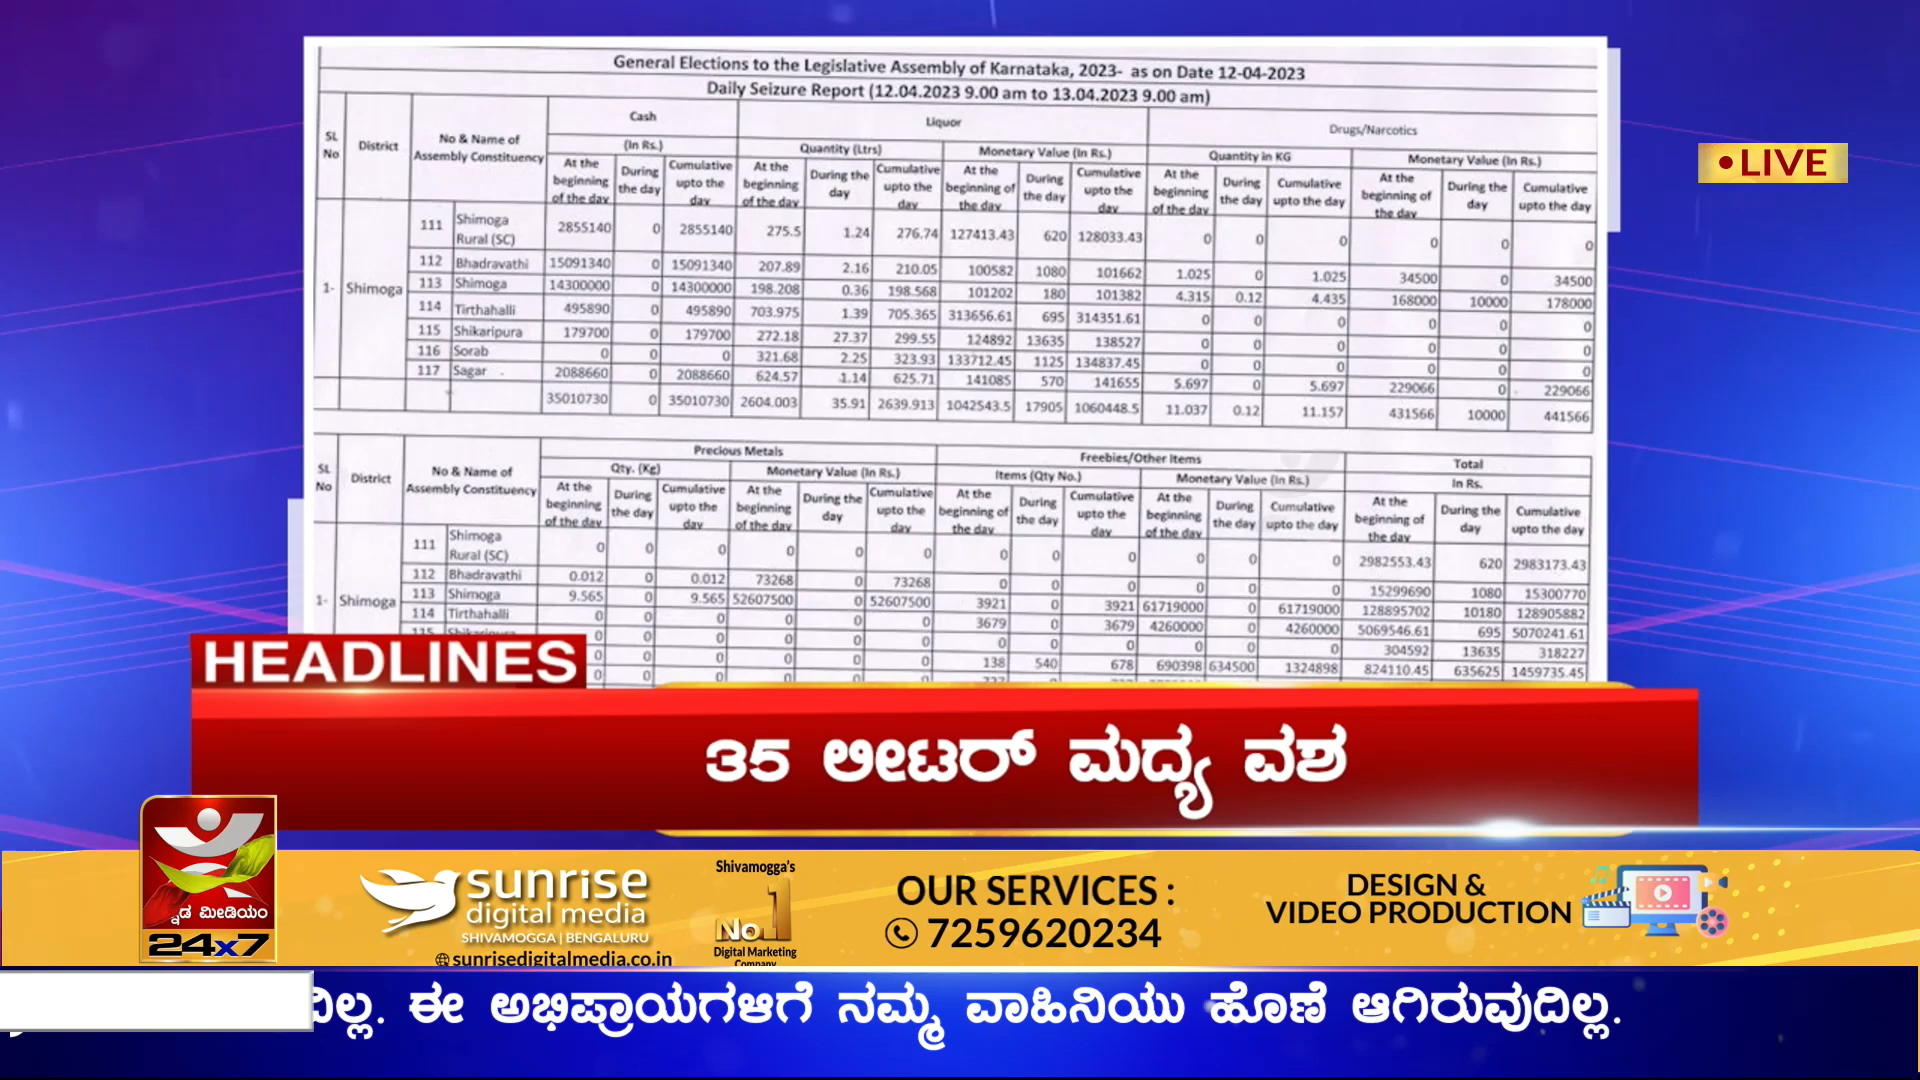 General Elections to the Legislative Assembly of Karnataka, 2023- as on Date 12-04-2023
Daily Seizure Report (12.04.2023 9.00 am to 13.04.2023 9.00 am)
SL No District No & Name of Assembly Constituency Cash Liquor Drugs/Narcotics
(In Rs.) Quantity (Ltrs) Monetary Value (In Rs.) Quantity in KG Monetary Value (In Rs.)
At the beginning of the day During the day Cumulative upto the day At the beginning of the day During the day Cumulative upto the day At the beginning of the day During the day Cumulative upto the day At the beginning of the day During the day Cumulative upto the day At the beginning of the day During the day Cumulative upto the day
111 Shimoga Rural (SC) 2855140 0 2855140 275.5 1.24 276.74 127413.43 620 128033.43 0 0 0 0 0 0
112 Bhadravathi 15091340 0 15091340 207.89 2.16 210.05 100582 1080 101662 1.025 0 1.025 34500 0 34500
1- Shimoga 113 Shimoga 14300000 0 14300000 198.208 0.36 198.568 101202 180 101382 4.315 0.12 4.435 168000 10000 178000
114 Tirthahalli 495890 0 495890 703.975 1.39 705.365 313656.61 695 314351.61 0 0 0 0 0 0
115 Shikaripura 179700 0 179700 272.18 27.37 299.55 124892 13635 138527 0 0 0 0 0 0
116 Sorab 0 0 0 321.68 2.25 323.93 133712.45 1125 134837.45 0 0 0 0 0 0
117 Sagar 2088660 0 2088660 624.57 1.14 625.71 141085 570 141655 5.697 0 5.697 229066 0 229066
35010730 0 35010730 2604.003 35.91 2639.913 1042543.5 17905 1060448.5 11.037 0.12 11.157 431566 10000 441566
SL No District No & Name of Assembly Constituency Precious Metals Freebies/Other Items Total
Qty. (Kg) Monetary Value (In Rs.) Items (Qty No.) Monetary Value (In Rs.) In Rs.
At the beginning of the day During the day Cumulative upto the day At the beginning of the day During the day Cumulative upto the day At the beginning of the day During the day Cumulative upto the day At the beginning of the day During the day Cumulative upto the day At the beginning of the day During the day Cumulative upto the day
111 Shimoga Rural (SC) 0 0 0 0 0 0 0 0 0 0 0 0 2982553.43 620 2983173.43
112 Bhadravathi 0.012 0 0.012 73268 0 73268 0 0 0 0 0 0 15299690 1080 15300770
1- Shimoga 113 Shimoga 9.565 0 9.565 52607500 0 52607500 3921 0 3921 61719000 0 61719000 128895702 10180 128905882
114 Tirthahalli 0 0 0 0 0 0 3679 0 3679 4260000 0 4260000 5069546.61 695 5070241.61
0 0 0 0 0 0 0 0 0 0 0 0 304592 13635 318227
0 0 0 0 0 0 138 540 678 690398 634500 1324898 824110.45 635625 1459735.45
LIVE
HEADLINES
35 ಲೀಟರ್ ಮದ್ಯ ವಶ
ನ್ನಡ ಮೀಡಿಯಂ
24x7
sunrise
digital media
SHIVAMOGGA | BENGALURU
sunrisedigitalmedia.co.in
Shivamogga's
No.1
Digital Marketing
Company
OUR SERVICES :
7259620234
DESIGN &
VIDEO PRODUCTION
ಈ ಅಭಿಪ್ರಾಯಗಳಿಗೆ ನಮ್ಮ ವಾಹಿನಿಯು ಹೊಣೆ ಆಗಿರುವುದಿಲ್ಲ.